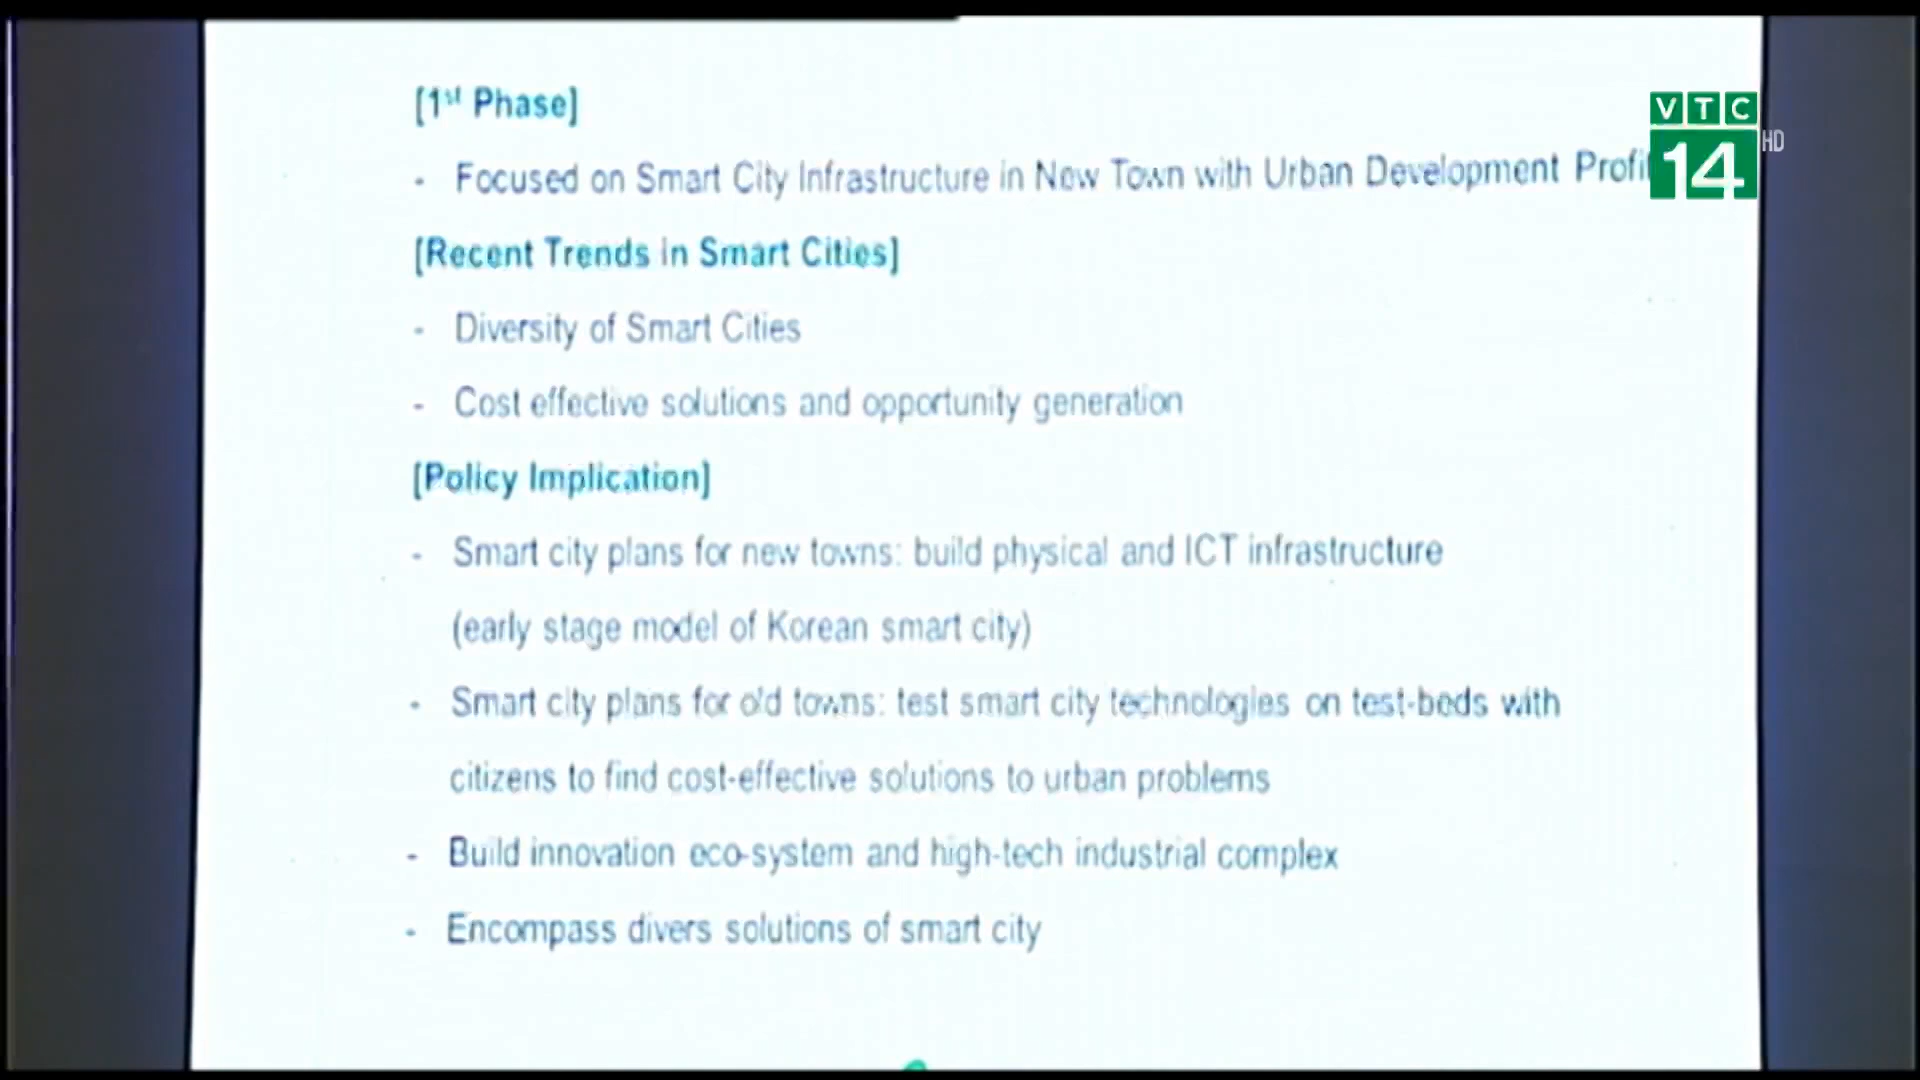 [1st Phase]
- Focused on Smart City Infrastructure in New Town with Urban Development
[Recent Trends in Smart Cities]
- Diversity of Smart Cities
- Cost effective solutions and opportunity generation
[Policy Implication]
- Smart city plans for new towns: build physical and ICT infrastructure
(early stage model of Korean smart city)
- Smart city plans for old towns: test smart city technologies on test-beds with
citizens to find cost-effective solutions to urban problems
- Build innovation eco-system and high-tech industrial complex
- Encompass divers solutions of smart city
VTC
14
HD